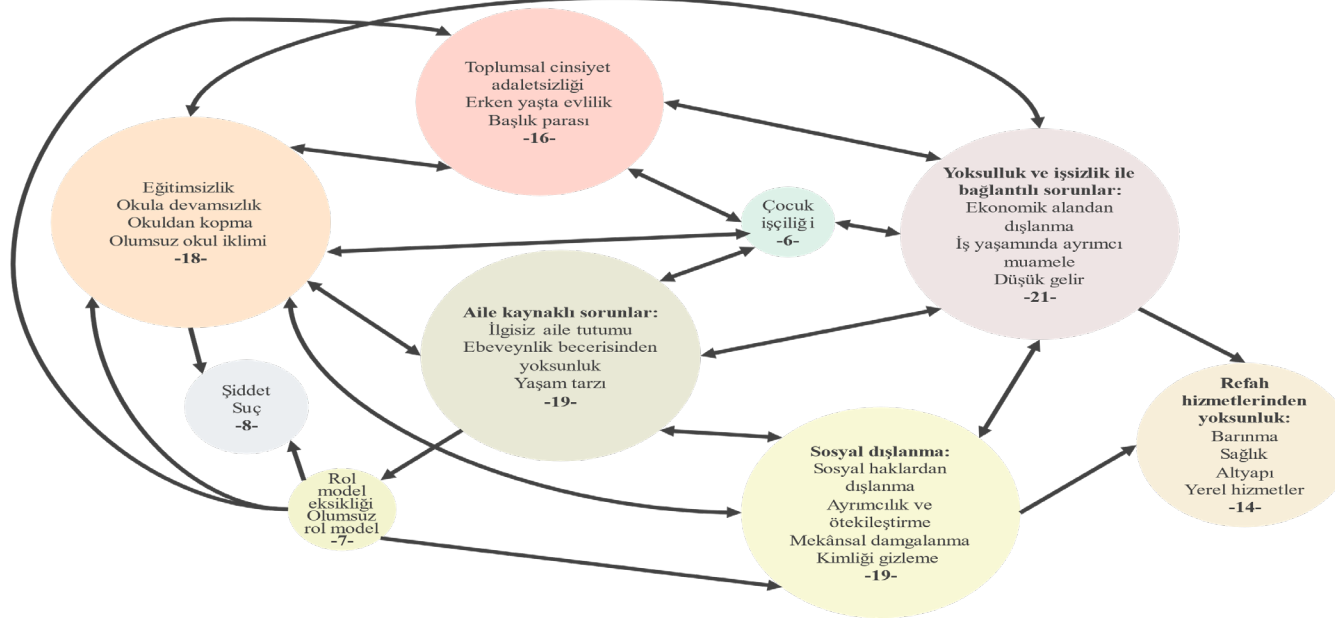 Toplumsal cinsiyet
adaletsizliği
Erken yaşta evlilik
Başlık parası
-16-
Eğitimsizlik
Okula devamsızlık
Okuldan kopma
Olumsuz okul iklimi
-18-
Çocuk
işçiliği
-6-
Yoksulluk ve işsizlik ile
bağlantılı sorunlar:
Ekonomik alandan
dışlanma
İş yaşamında ayrımcı
muamele
Düşük gelir
-21-
Aile kaynaklı sorunlar:
İlgisiz aile tutumu
Ebeveynlik becerisinden
yoksunluk
Yaşam tarzı
-19-
Şiddet
Suç
-8-
Refah
hizmetlerinden
yoksunluk:
Barınma
Sağlık
Altyapı
Yerel hizmetler
-14-
Sosyal dışlanma:
Sosyal haklardan
dışlanma
Ayrımcılık ve
ötekileştirme
Mekânsal damgalanma
Kimliği gizleme
-19-
Rol
model
eksikliği
Olumsuz
rol model
-7-